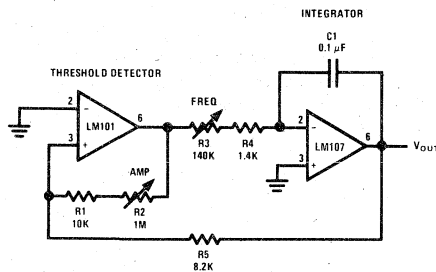 INTEGRATOR
C1
0.1 μF
THRESHOLD DETECTOR
2
−
LM101
6
3
+
FREQ
R3
140K
R4
1.4K
2
−
LM107
6
3
+
VOUT
AMP
R1
10K
R2
1M
R5
8.2K